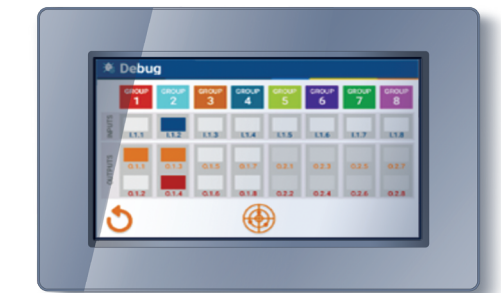 Debug
GROUP GROUP GROUP GROUP GROUP GROUP GROUP GROUP
1 2 3 4 5 6 7 8
INPUTS
I.1.1 I.1.2 I.1.3 I.1.4 I.1.5 I.1.6 I.1.7 I.1.8
OUTPUTS
O.1.1 O.1.3 O.1.5 O.1.7 O.2.1 O.2.3 O.2.5 O.2.7
O.1.2 O.1.4 O.1.6 O.1.8 O.2.2 O.2.4 O.2.6 O.2.8